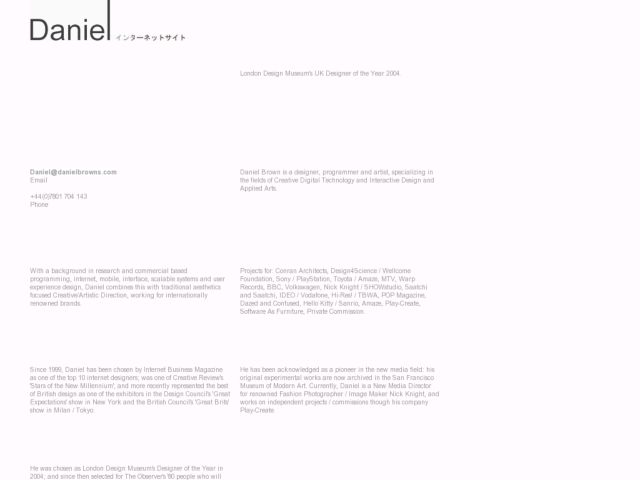 Daniel インターネットサイト
London Design Museum's UK Designer of the Year 2004.
Daniel@danielbrowns.com
Email
+44(0)7801 704 143
Phone
Daniel Brown is a designer, programmer and artist, specializing in
the fields of Creative Digital Technology and Interactive Design and
Applied Arts.
With a background in research and commercial based
programming, internet, mobile, interface, scalable systems and user
experience design, Daniel combines this with traditional aesthetics
focused Creative/Artistic Direction, working for internationally
renowned brands.
Projects for: Conran Architects, Design4Science / Wellcome
Foundation, Sony / PlayStation, Toyota / Amaze, MTV, Warp
Records, BBC, Volkswagen, Nick Knight / SHOWstudio, Saatchi
and Saatchi, IDEO / Vodafone, Hi-Res! / TBWA, POP Magazine,
Dazed and Confused, Hello Kitty / Sanrio, Amaze, Play-Create,
Software As Furniture, Private Commission.
Since 1999, Daniel has been chosen by Internet Business Magazine
as one of the top 10 internet designers; was one of Creative Review's
'Stars of the New Millennium', and more recently represented the best
of British design as one of the exhibitors in the Design Council's 'Great
Expectations' show in New York and the British Council's 'Great Brits'
show in Milan / Tokyo.
He has been acknowledged as a pioneer in the new media field: his
original experimental works are now archived in the San Francisco
Museum of Modern Art. Currently, Daniel is a New Media Director
for renowned Fashion Photographer / Image Maker Nick Knight, and
works on independent projects / commissions though his company
Play-Create.
He was chosen as London Design Museum's Designer of the Year in
2004; and since then selected for The Observer's '80 people who will